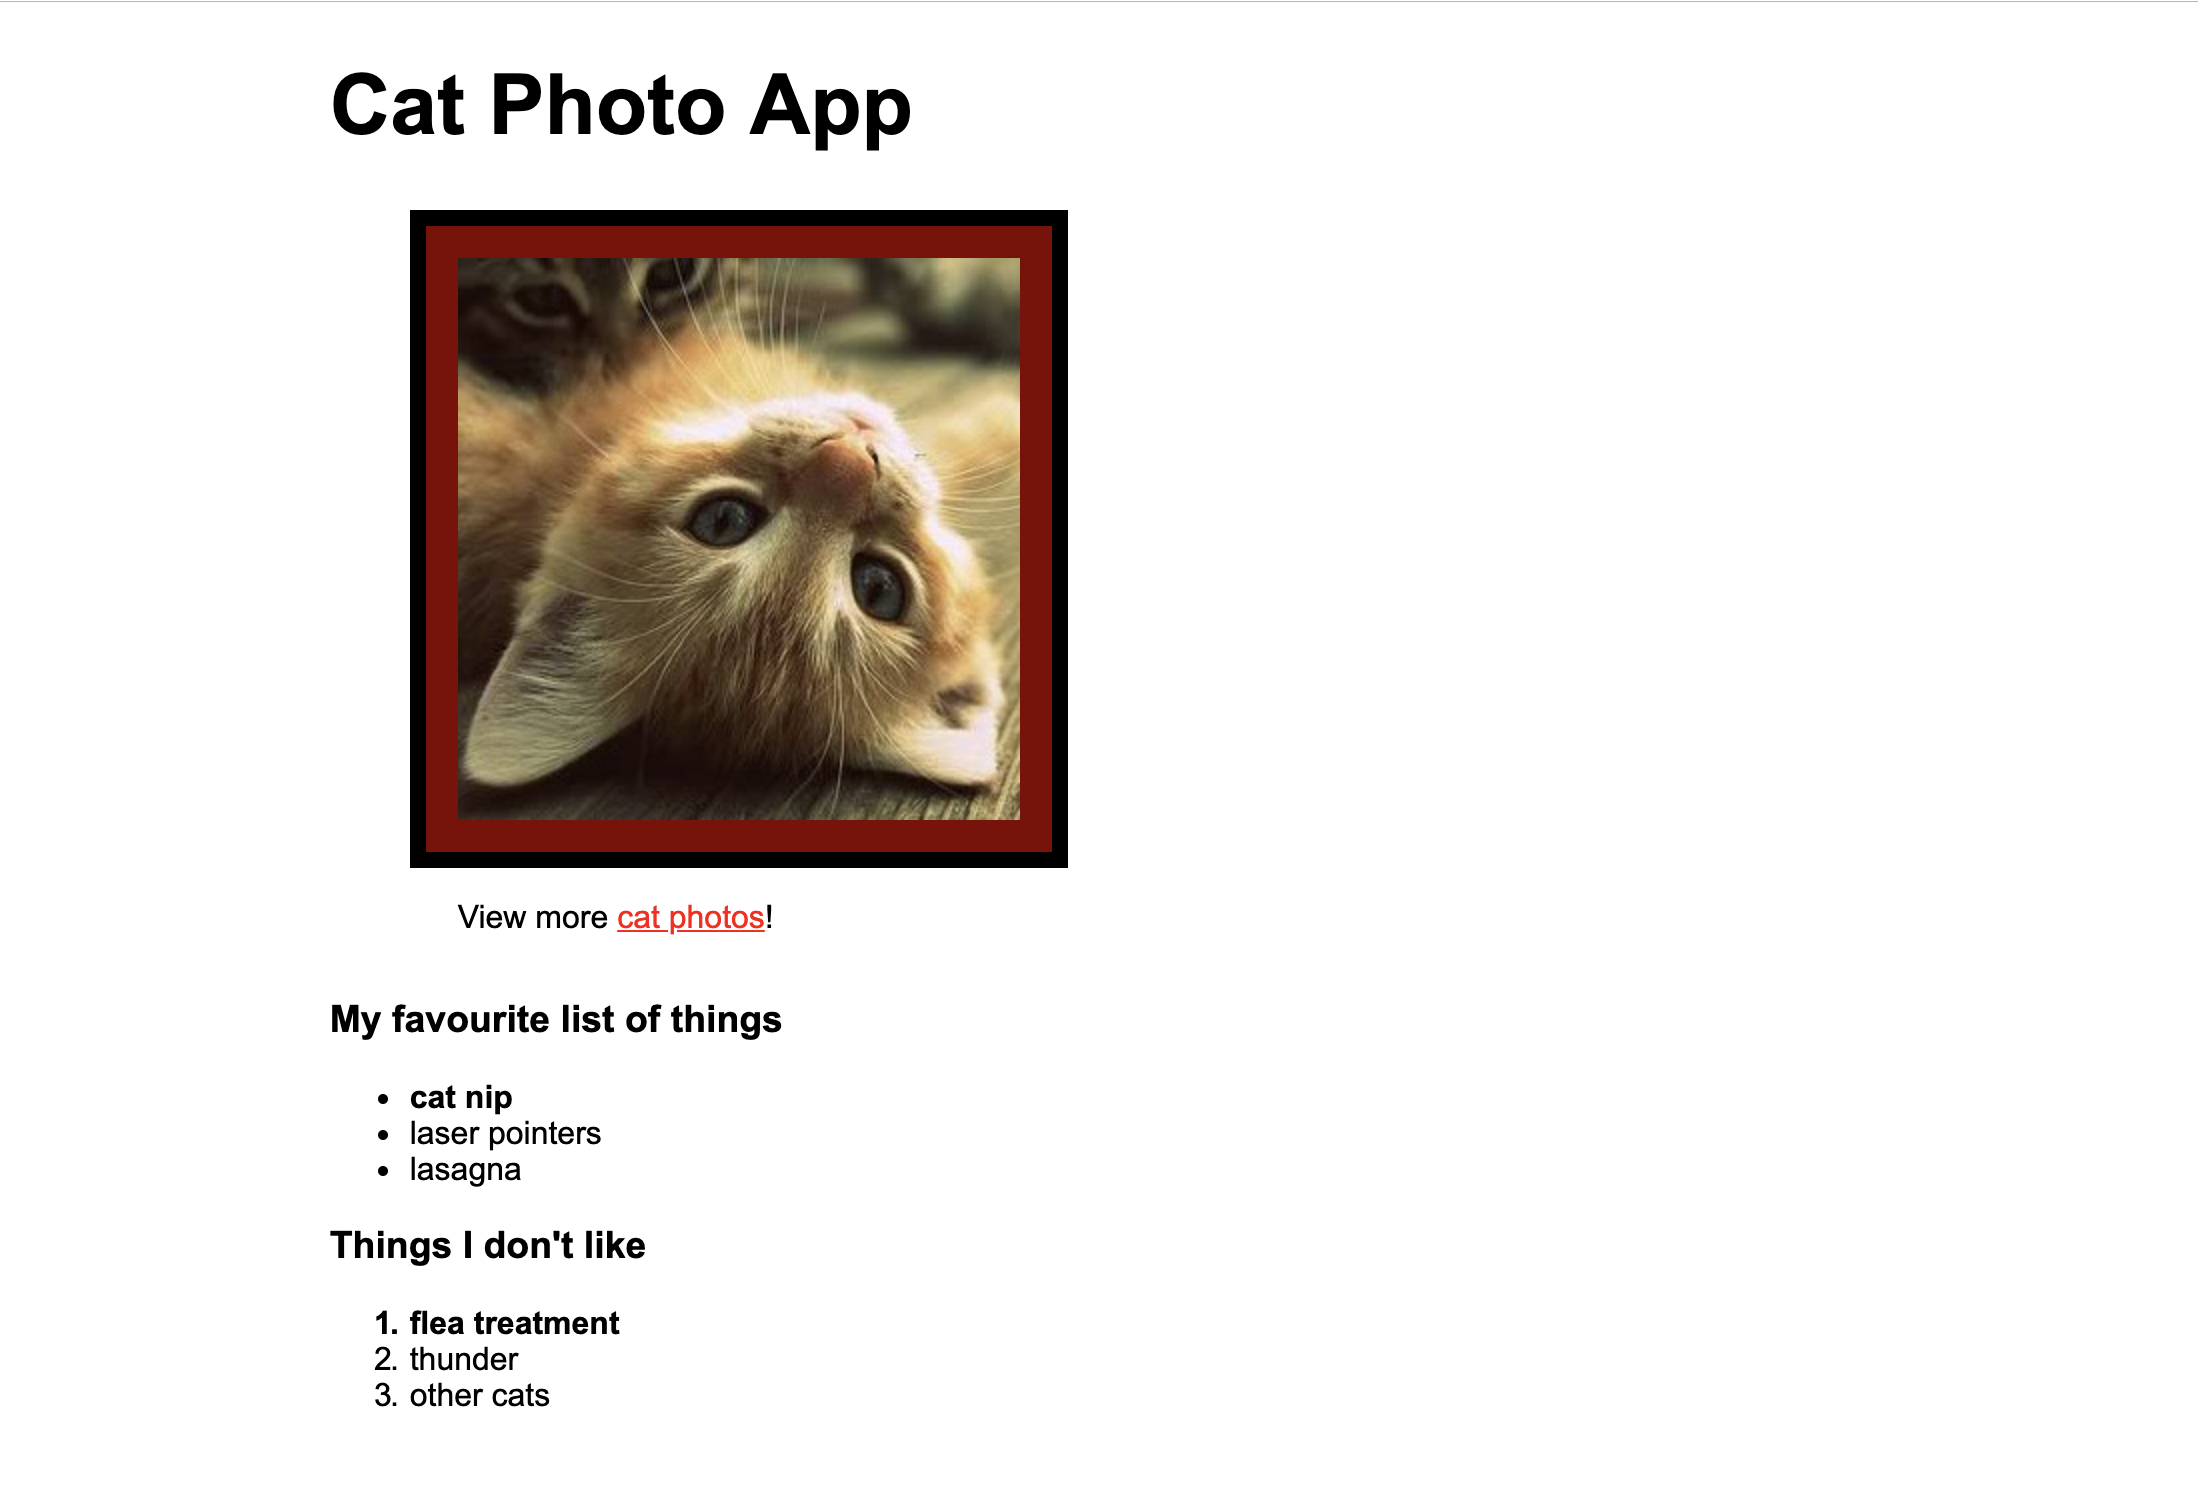 Cat Photo App
View more cat photos!
My favourite list of things
• cat nip
• laser pointers
• lasagna
Things I don't like
1. flea treatment
2. thunder
3. other cats